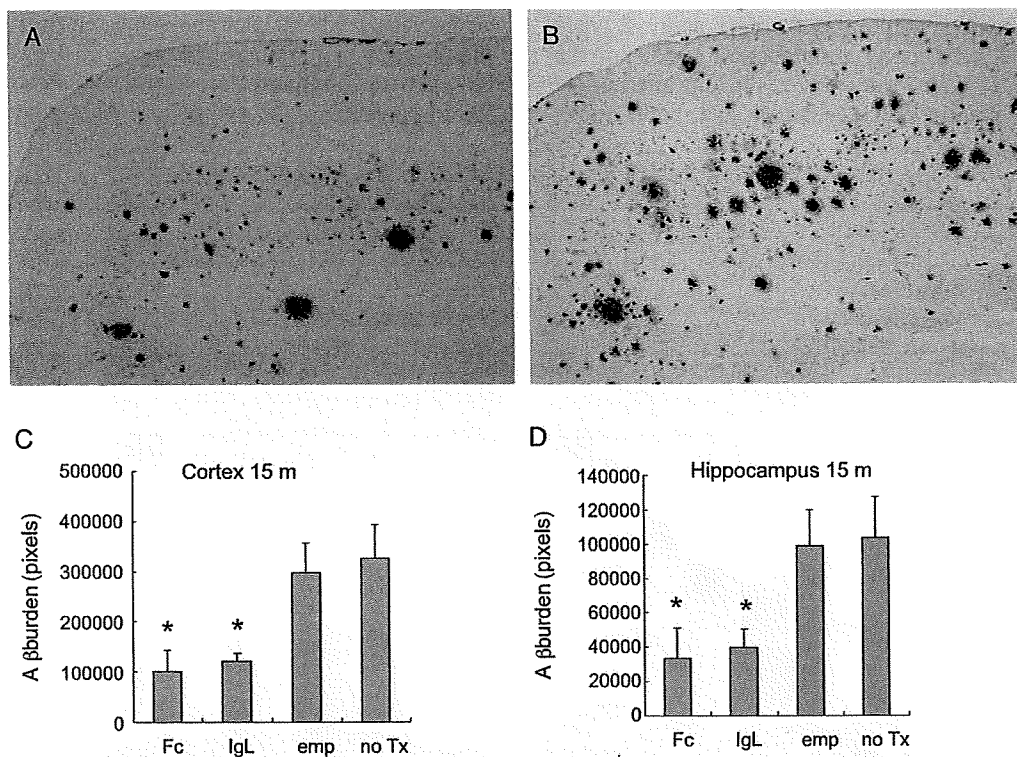 A
B
C
Cortex 15 m
500000
400000
300000
200000
100000
0
A βburden (pixels)
*
*
Fc IgL emp no Tx
D
Hippocampus 15 m
140000
120000
100000
80000
60000
40000
20000
0
A βburden (pixels)
*
*
Fc IgL emp no Tx